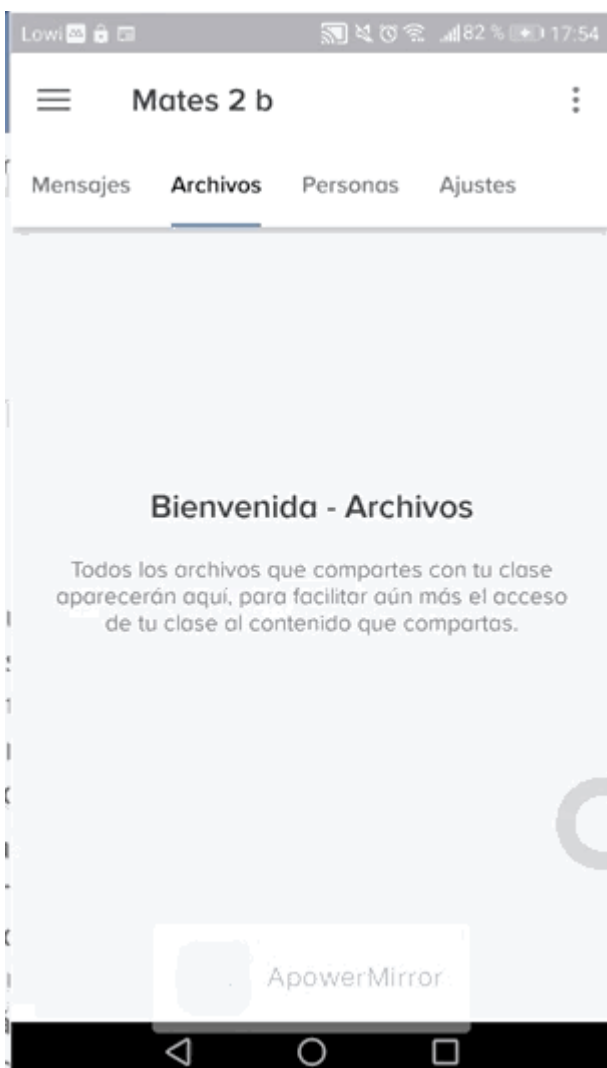 Lowi 82 % 17:54
Mates 2 b
Mensajes Archivos Personas Ajustes
Bienvenida - Archivos
Todos los archivos que compartes con tu clase
aparecerán aquí, para facilitar aún más el acceso
de tu clase al contenido que compartas.
ApowerMirror